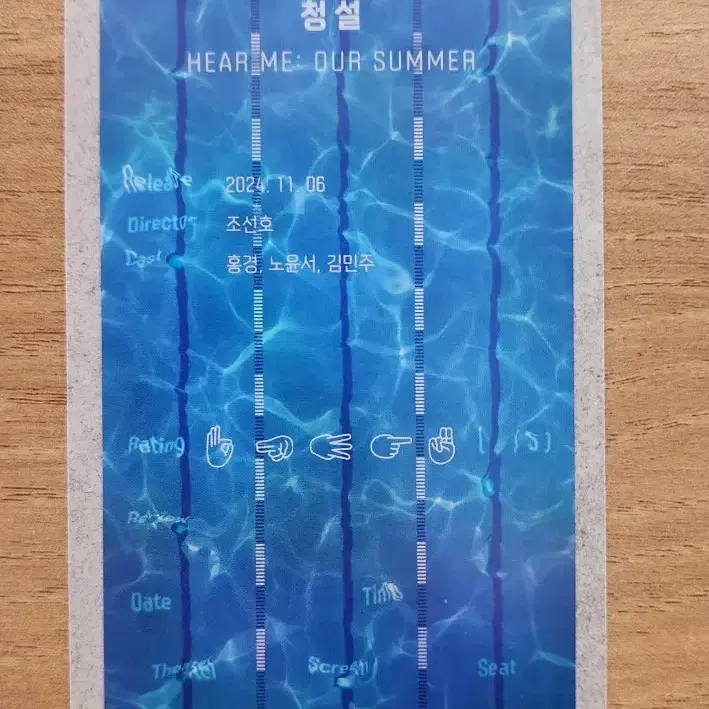 청설
HEAR ME: OUR SUMMER
Release 2024. 11. 06
Director 조선호
Cast 홍경, 노윤서, 김민주
Rating ( /5)
Review
Date Time
Theater Screen Seat